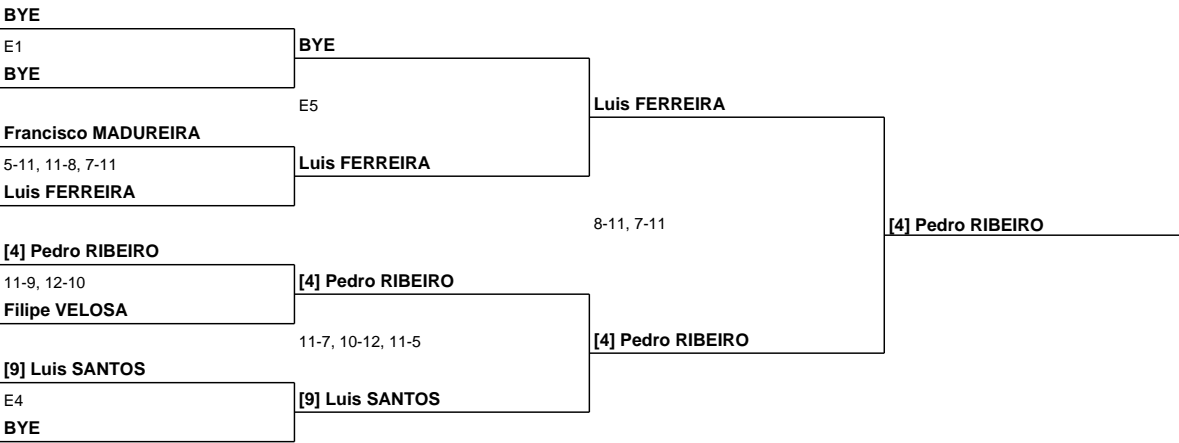 BYE
E1
BYE
BYE
E5
Luis FERREIRA
Francisco MADUREIRA
5-11, 11-8, 7-11
Luis FERREIRA
Luis FERREIRA
8-11, 7-11
[4] Pedro RIBEIRO
[4] Pedro RIBEIRO
11-9, 12-10
Filipe VELOSA
[4] Pedro RIBEIRO
11-7, 10-12, 11-5
[4] Pedro RIBEIRO
[9] Luis SANTOS
E4
BYE
[9] Luis SANTOS